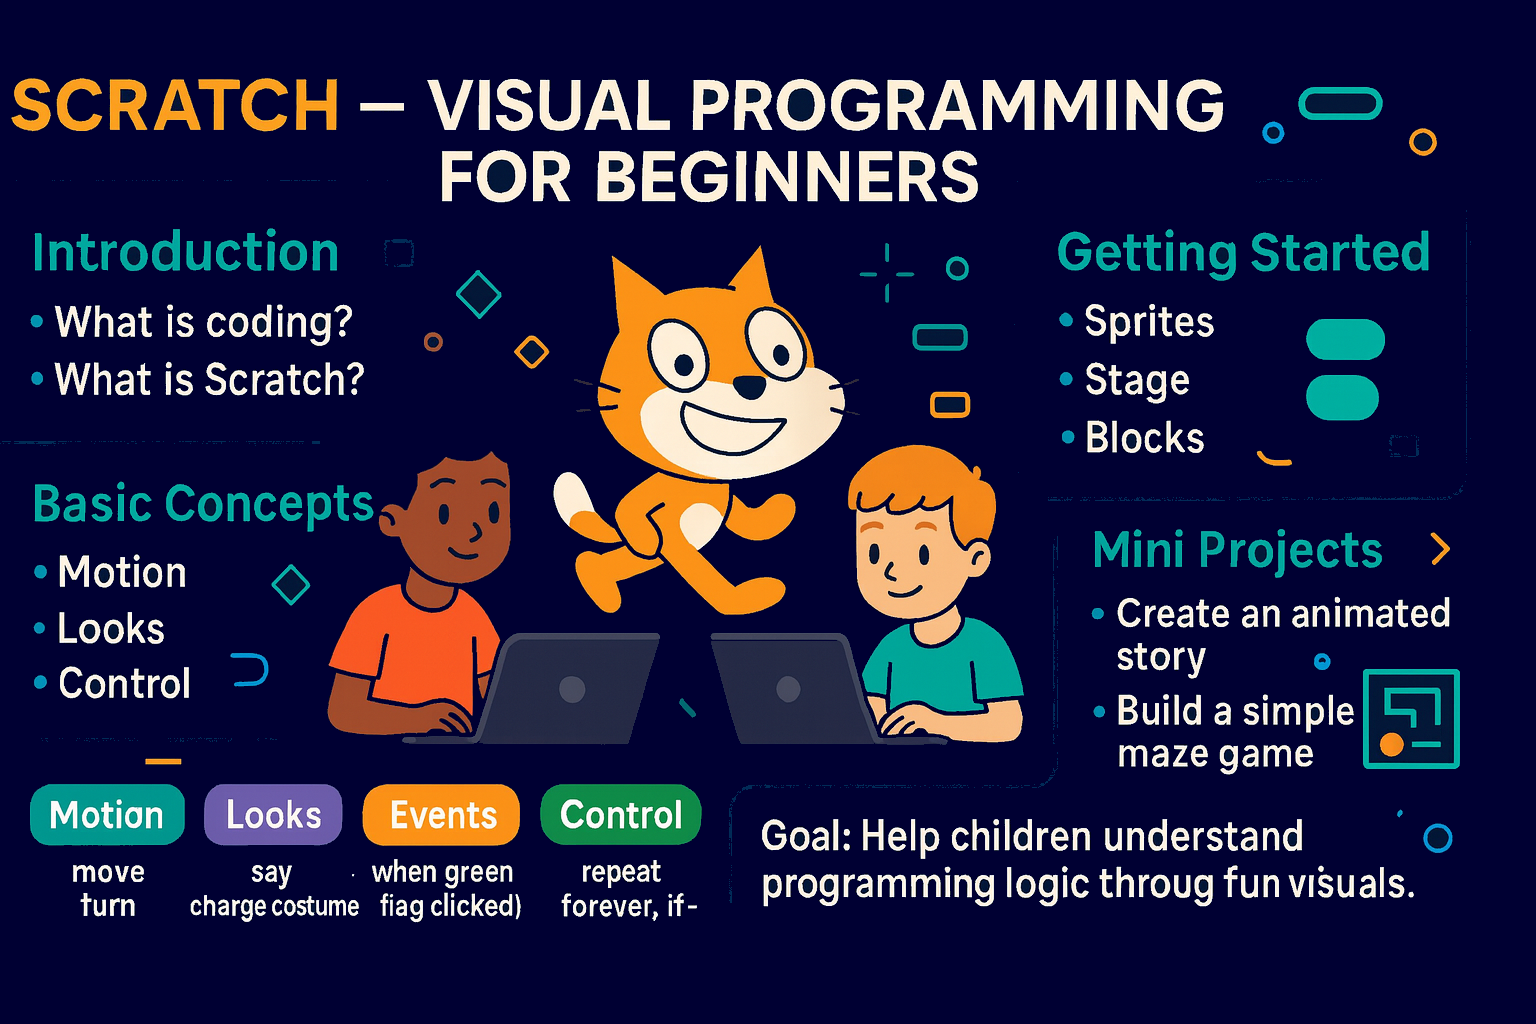 SCRATCH — VISUAL PROGRAMMING
FOR BEGINNERS
Introduction
• What is coding?
• What is Scratch?
Basic Concepts
• Motion
• Looks
• Control
Getting Started
• Sprites
• Stage
• Blocks
Mini Projects
• Create an animated
story
• Build a simple
maze game
Motion
move
turn
Looks
say
charge costume
Events
when green
fiag clicked)
Control
repeat
forever, if-
Goal: Help children understand
programming logic throug fun visuals.